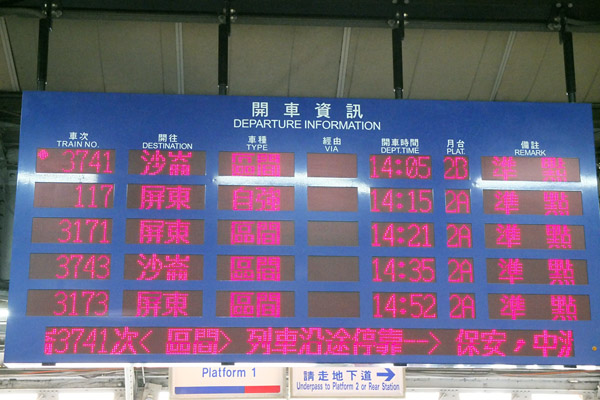 開車資訊
DEPARTURE INFORMATION
車次 開往 車種 經由 開車時間 月台 備註
TRAIN NO. DESTINATION TYPE VIA DEPT.TIME PLAT. REMARK
3741 沙崙 區間 14:05 2B 準點
117 屏東 自強 14:15 2A 準點
3171 屏東 區間 14:21 2A 準點
3743 沙崙 區間 14:35 2A 準點
3173 屏東 區間 14:52 2A 準點
3741次< 區間> 列車沿途停靠--> 保安，中洲
Platform 1 請走地下道
Underpass to Platform 2 or Rear Station